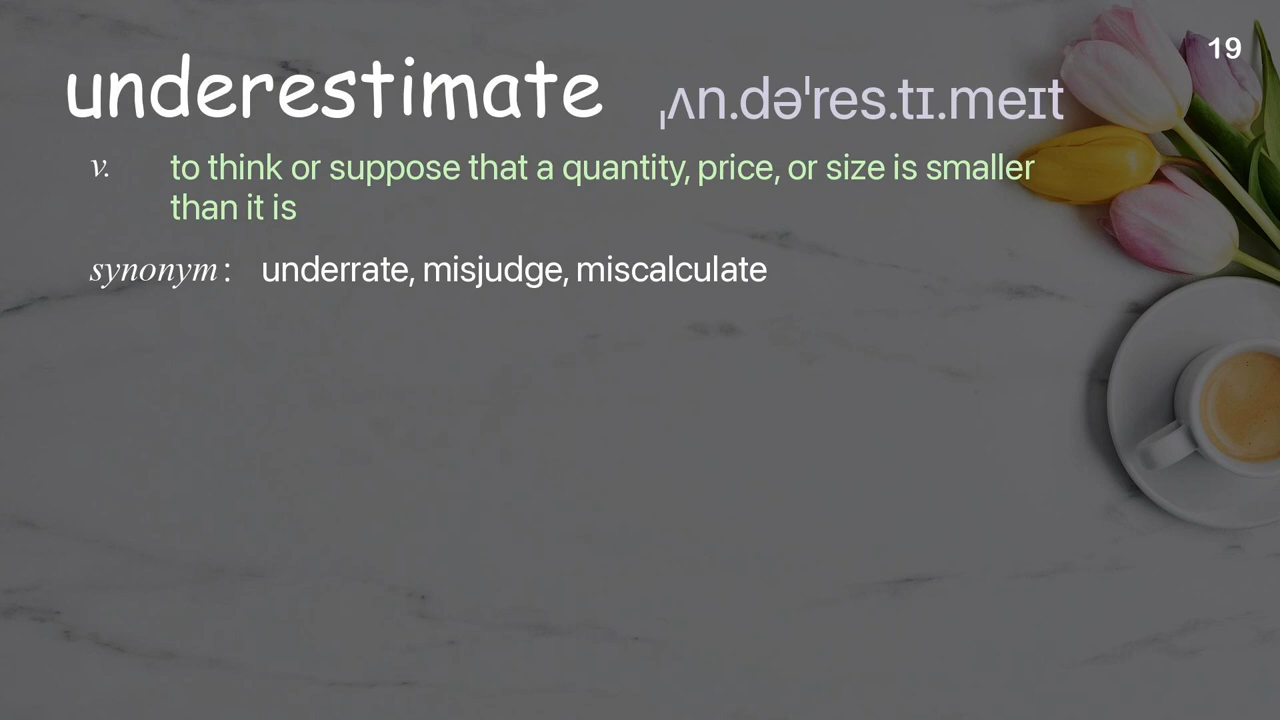 19
underestimate ˌʌn.dəˈres.tɪ.meɪt
v. to think or suppose that a quantity, price, or size is smaller
than it is
synonym : underrate, misjudge, miscalculate